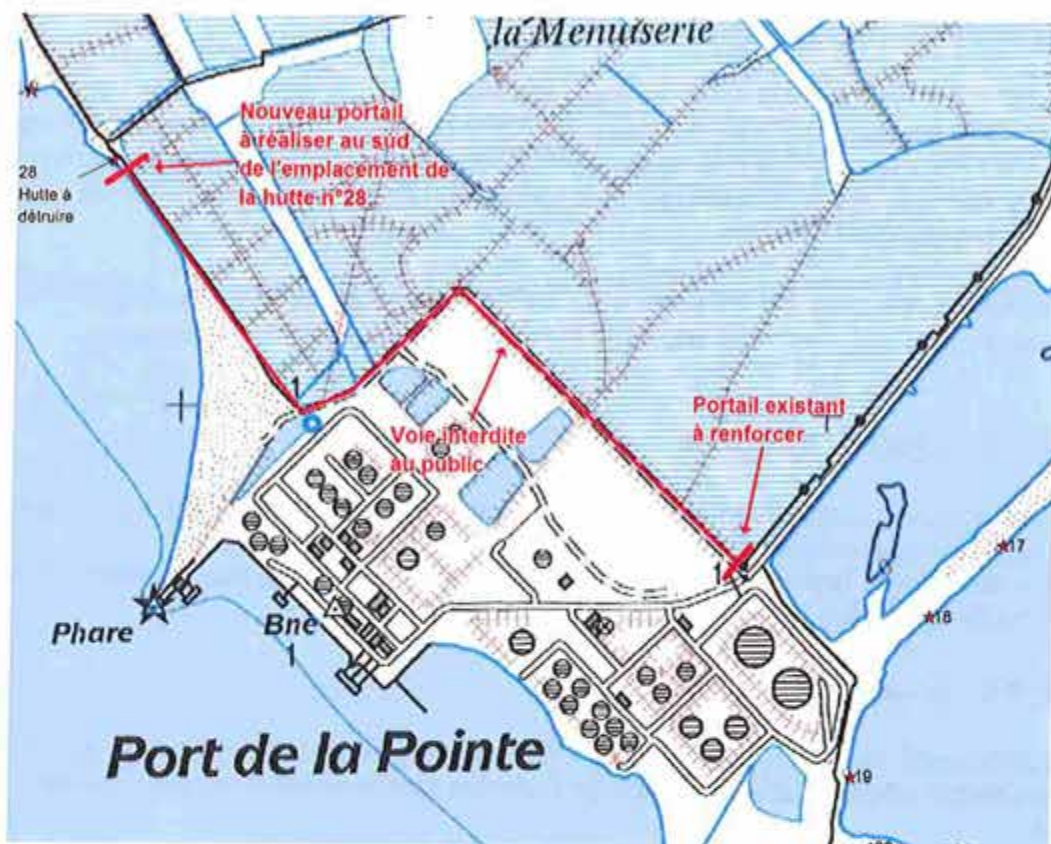 la Menuiserie
Nouveau portail
à réaliser au sud
de l'emplacement de
la hutte n°28.
28
Hutte à
détruire
1
Portail existant
à renforcer
Voie interdite
au public
17
1
18
Phare
Bne
1
Port de la Pointe
19